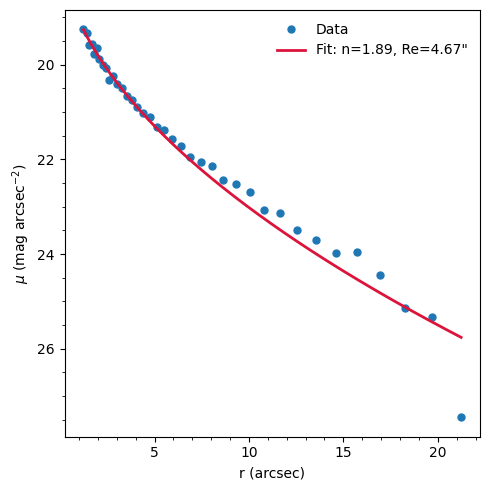 Data
Fit: n=1.89, Re=4.67"
20
22
24
26
μ (mag arcsec⁻²)
5
10
15
20
r (arcsec)